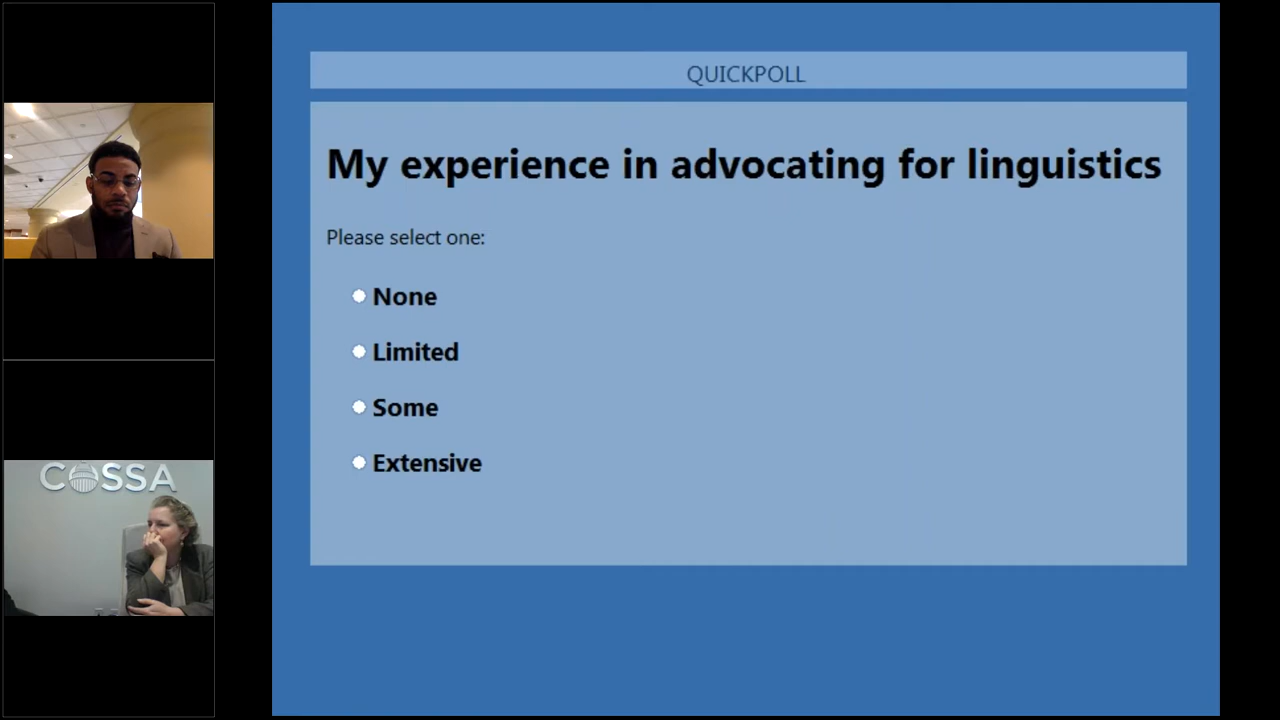 QUICKPOLL
My experience in advocating for linguistics
Please select one:
None
Limited
Some
Extensive
COSSA